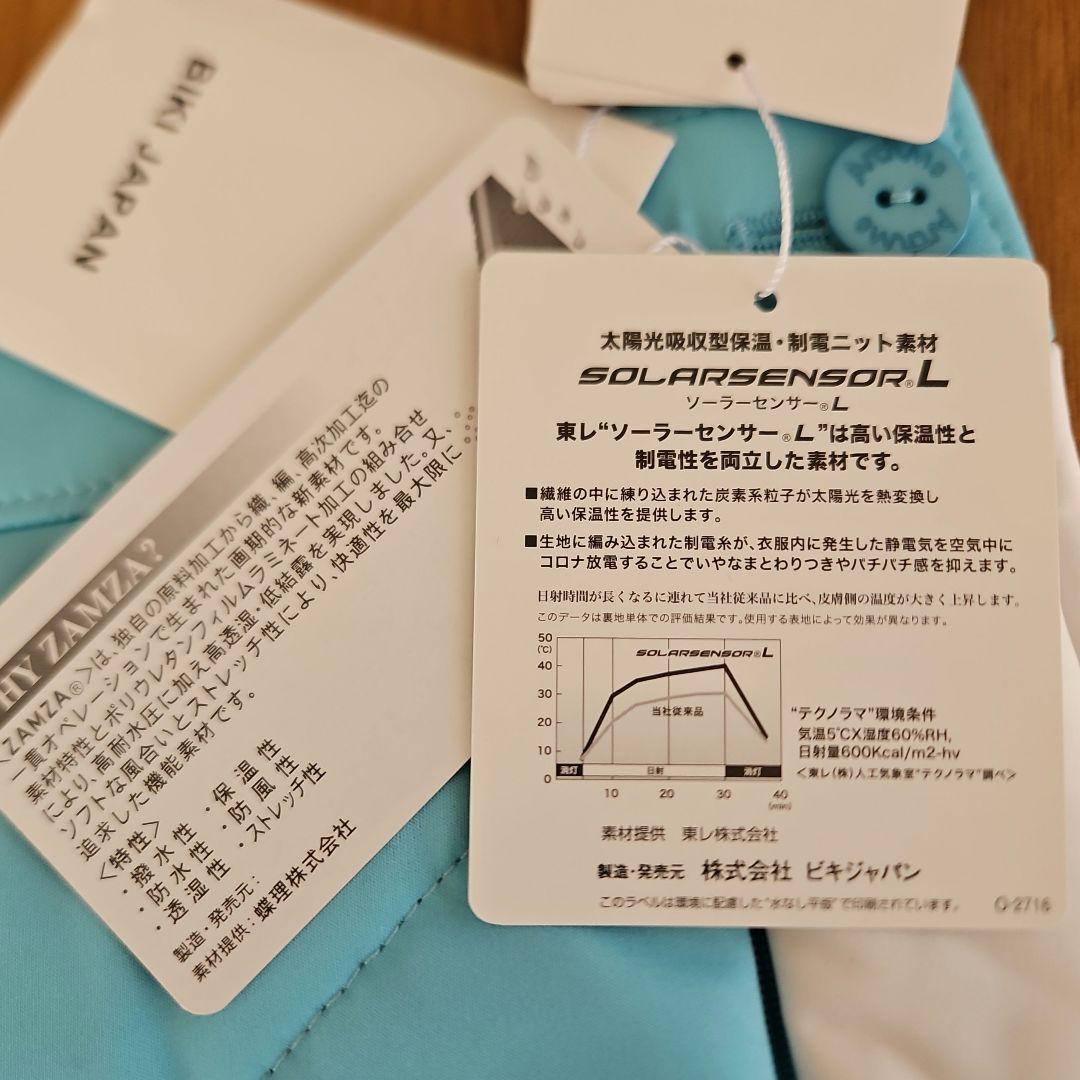 BIKI JAPAN
Arawme
Arawme
太陽光吸収型保温・制電ニット素材
SOLARSENSOR®L
ソーラーセンサー®L
東レ“ソーラーセンサー®L”は高い保温性と
制電性を両立した素材です。
■繊維の中に練り込まれた炭素系粒子が太陽光を熱変換し
高い保温性を提供します。
■生地に編み込まれた制電糸が、衣服内に発生した静電気を空気中に
コロナ放電することでいやなまとわりつきやパチパチ感を抑えます。
日射時間が長くなるに連れて当社従来品に比べ、皮膚側の温度が大きく上昇します。
このデータは裏地単体での評価結果です。使用する表地によって効果が異なります。
50
(℃)
40
30
20
10
0
SOLARSENSOR®L
当社従来品
消灯 日射 消灯
10 20 30 40
(min)
“テクノラマ”環境条件
気温5℃X湿度60%RH,
日射量600Kcal/m2-hv
<東レ(株)人工気象室“テクノラマ”調べ>
素材提供 東レ株式会社
製造・発売元 株式会社 ビキジャパン
このラベルは環境に配慮した“水なし平版”で印刷されています。 G-2716
HY ZAMZA?
ZAMZA®>は、独自の原料加工から織、編、高次加工迄の
一貫オペレーションで生まれた画期的な新素材です。
素材特性とポリウレタンフィルムラミネート加工の組み合せ
により、高耐水圧に加え高透湿・低結露を実現しました。又、
ソフトな風合いとストレッチ性により、快適性を最大限に
追求した機能素材です。
<特性>
・撥水性 ・保温性
・防水性 ・防風性
・透湿性 ・ストレッチ性
製造・発売元:
素材提供:蝶理株式会社